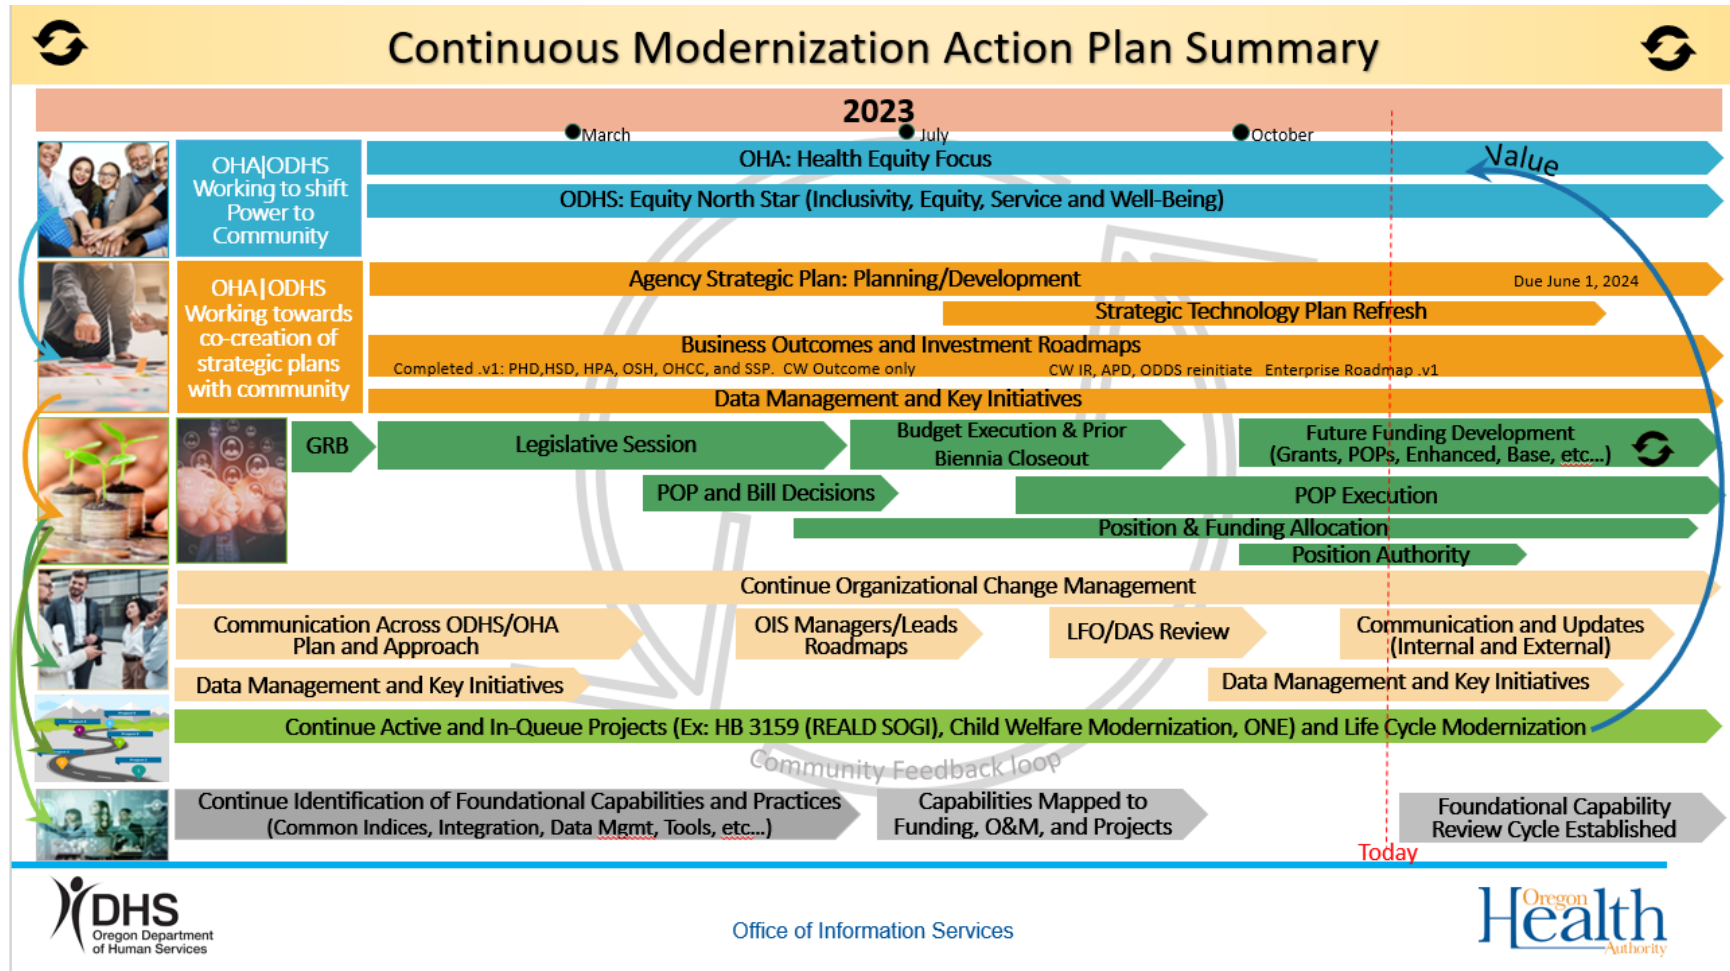 Continuous Modernization Action Plan Summary
2023
March
July
October
OHA|ODHS
Working to shift
Power to
Community
OHA: Health Equity Focus
Value
ODHS: Equity North Star (Inclusivity, Equity, Service and Well-Being)
OHA|ODHS
Working towards
co-creation of
strategic plans
with community
Agency Strategic Plan: Planning/Development
Due June 1, 2024
Strategic Technology Plan Refresh
Business Outcomes and Investment Roadmaps
Completed .v1: PHD,HSD, HPA, OSH, OHCC, and SSP.  CW Outcome only
CW IR, APD, ODDS reinitiate
Enterprise Roadmap .v1
Data Management and Key Initiatives
GRB
Legislative Session
Budget Execution & Prior
Biennia Closeout
Future Funding Development
(Grants, POPs, Enhanced, Base, etc...)
POP and Bill Decisions
POP Execution
Position & Funding Allocation
Position Authority
Continue Organizational Change Management
Communication Across ODHS/OHA
Plan and Approach
OIS Managers/Leads
Roadmaps
LFO/DAS Review
Communication and Updates
(Internal and External)
Data Management and Key Initiatives
Data Management and Key Initiatives
Continue Active and In-Queue Projects (Ex: HB 3159 (REALD SOGI), Child Welfare Modernization, ONE) and Life Cycle Modernization
Community Feedback loop
Continue Identification of Foundational Capabilities and Practices
(Common Indices, Integration, Data Mgmt, Tools, etc...)
Capabilities Mapped to
Funding, O&M, and Projects
Foundational Capability
Review Cycle Established
Today
DHS
Oregon Department
of Human Services
Office of Information Services
Oregon
Health
Authority